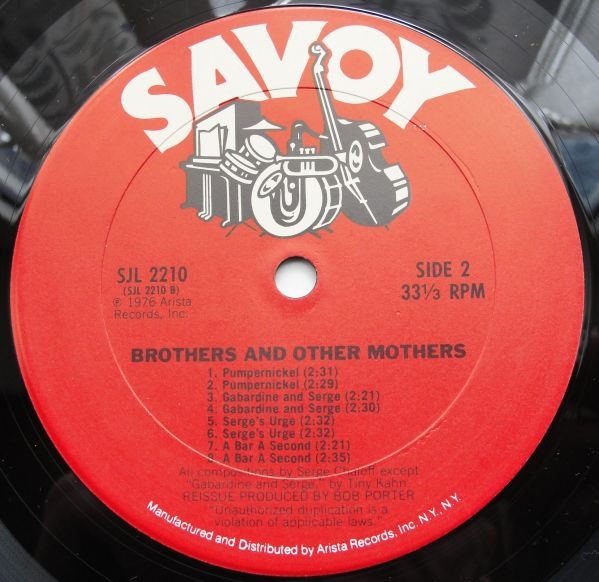 SAVOY
SJL 2210
(SJL 2210 B)
℗ 1976 Arista
Records, Inc.
SIDE 2
33⅓ RPM
BROTHERS AND OTHER MOTHERS
1. Pumpernickel (2:31)
2. Pumpernickel (2:29)
3. Gabardine and Serge (2:21)
4. Gabardine and Serge (2:30)
5. Serge's Urge (2:32)
6. Serge's Urge (2:32)
7. A Bar A Second (2:21)
8. A Bar A Second (2:35)
All compositions by Serge Chaloff except
"Gabardine and Serge," by Tiny Kahn.
REISSUE PRODUCED BY BOB PORTER
"Unauthorized duplication is a
violation of applicable laws."
Manufactured and Distributed by Arista Records, Inc. N.Y., N.Y.